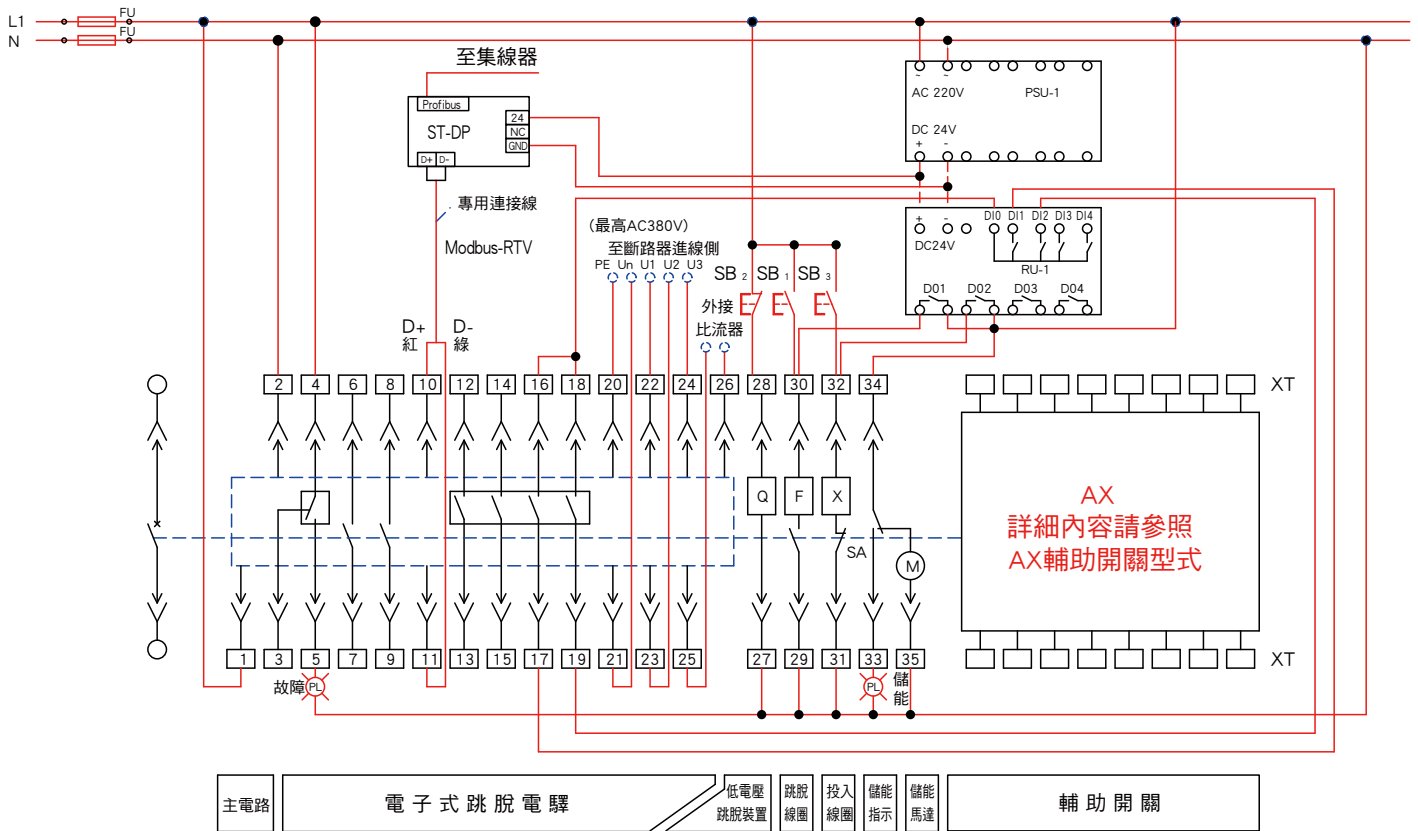 L1
FU
N
FU
至集線器
Profibus
ST-DP
24
NC
GND
D+ D-
專用連接線
Modbus-RTV
D+
紅
D-
綠
(最高AC380V)
至斷路器進線側
PE Un U1 U2 U3
外接
比流器
SB 2 SB 1 SB 3
~ ~
AC 220V PSU-1
DC 24V
+ -
+ -
DC24V
DI0 DI1 DI2 DI3 DI4
RU-1
D01 D02 D03 D04
2 4 6 8 10 12 14 16 18 20 22 24 26 28 30 32 34
XT
Q F X
SA
M
AX
詳細內容請參照
AX輔助開關型式
1 3 5 7 9 11 13 15 17 19 21 23 25 27 29 31 33 35
XT
故障 PL
PL 儲能
主電路
電子式跳脫電驛
低電壓
跳脫裝置
跳脫
線圈
投入
線圈
儲能
指示
儲能
馬達
輔助開關